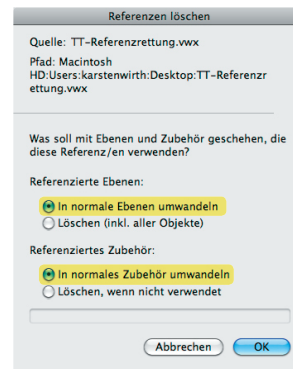 Referenzen löschen
Quelle: TT-Referenzrettung.vwx
Pfad: Macintosh
HD:Users:karstenwirth:Desktop:TT-Referenzr
ettung.vwx
Was soll mit Ebenen und Zubehör geschehen, die
diese Referenz/en verwenden?
Referenzierte Ebenen:
In normale Ebenen umwandeln
Löschen (inkl. aller Objekte)
Referenziertes Zubehör:
In normales Zubehör umwandeln
Löschen, wenn nicht verwendet
Abbrechen OK